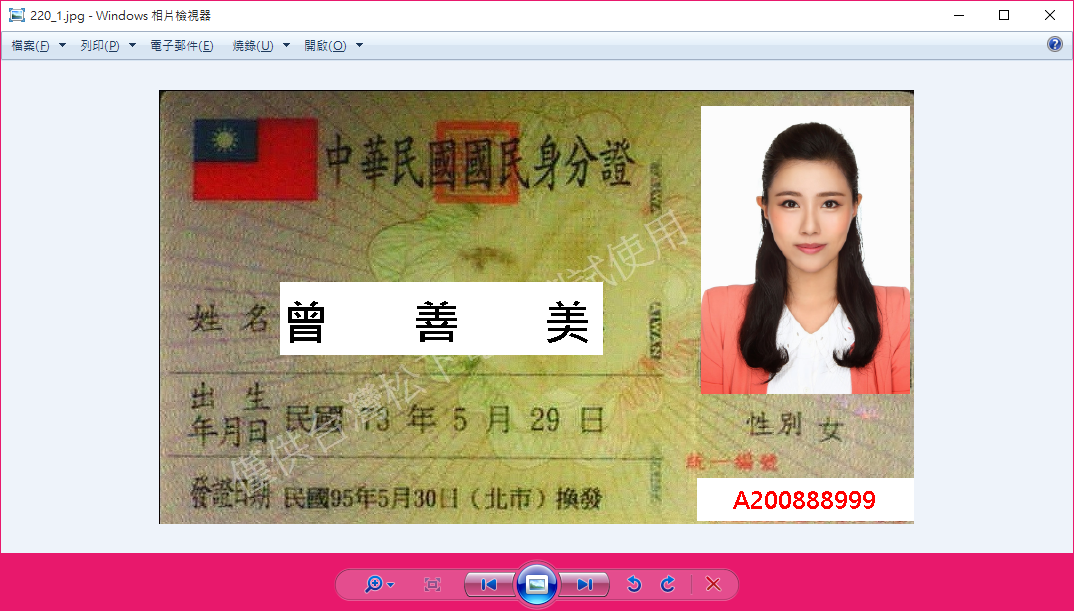 220_1.jpg - Windows 相片檢視器
檔案(F) 列印(P) 電子郵件(E) 燒錄(U) 開啟(O)
中華民國國民身分證
姓名 曾 善 美
出生年月日 民國 73 年 5 月 29 日
性別 女
統一編號
A200888999
發證日期 民國95年5月30日（北市）換發
僅供台灣松下
測試使用
TAIWAN